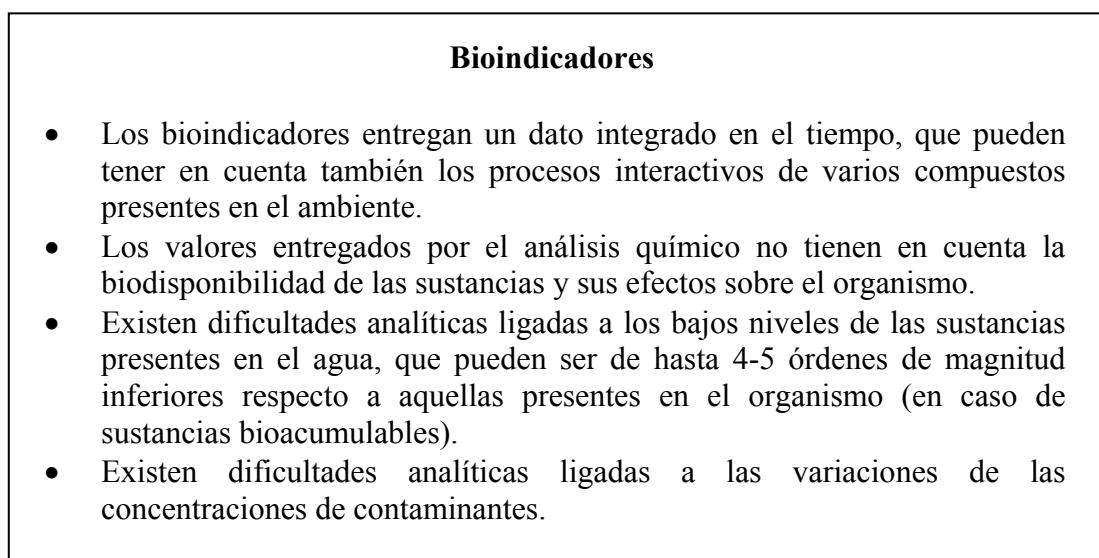 Bioindicadores
• Los bioindicadores entregan un dato integrado en el tiempo, que pueden
tener en cuenta también los procesos interactivos de varios compuestos
presentes en el ambiente.
• Los valores entregados por el análisis químico no tienen en cuenta la
biodisponibilidad de las sustancias y sus efectos sobre el organismo.
• Existen dificultades analíticas ligadas a los bajos niveles de las sustancias
presentes en el agua, que pueden ser de hasta 4-5 órdenes de magnitud
inferiores respecto a aquellas presentes en el organismo (en caso de
sustancias bioacumulables).
• Existen dificultades analíticas ligadas a las variaciones de las
concentraciones de contaminantes.